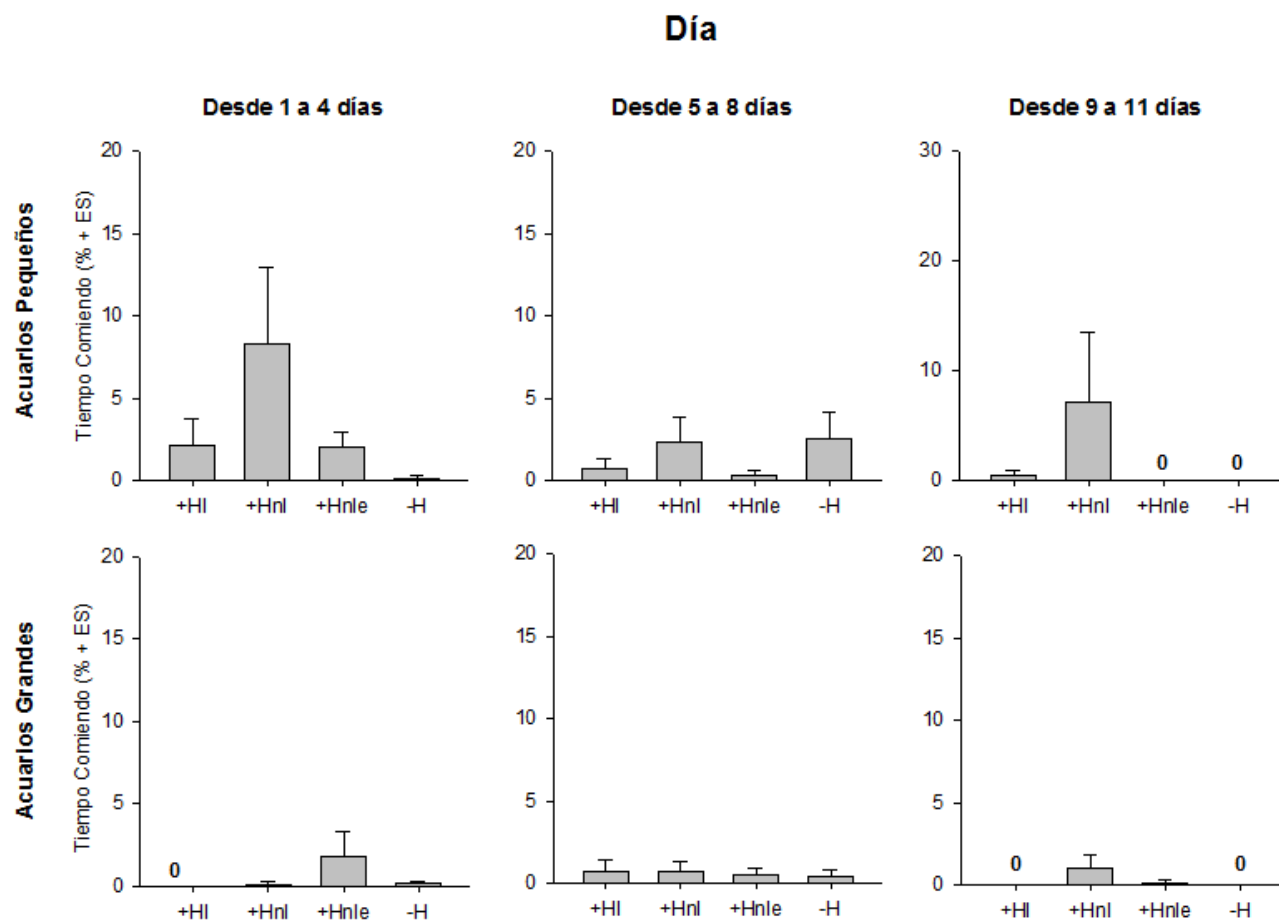 Día
Desde 1 a 4 días
Desde 5 a 8 días
Desde 9 a 11 días
Acuarios Pequeños
Tiempo Comiendo (% + ES)
20
15
10
5
0
+Hl +Hnl +Hnle -H
20
15
10
5
0
+Hl +Hnl +Hnle -H
30
20
10
0
0 0
+Hl +Hnl +Hnle -H
Acuarios Grandes
Tiempo Comiendo (% + ES)
20
15
10
5
0
0
+Hl +Hnl +Hnle -H
20
15
10
5
0
+Hl +Hnl +Hnle -H
20
15
10
5
0
0 0
+Hl +Hnl +Hnle -H